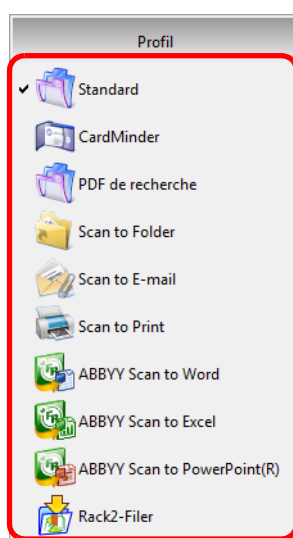 Profil
Standard
CardMinder
PDF de recherche
Scan to Folder
Scan to E-mail
Scan to Print
ABBYY Scan to Word
ABBYY Scan to Excel
ABBYY Scan to PowerPoint(R)
Rack2-Filer